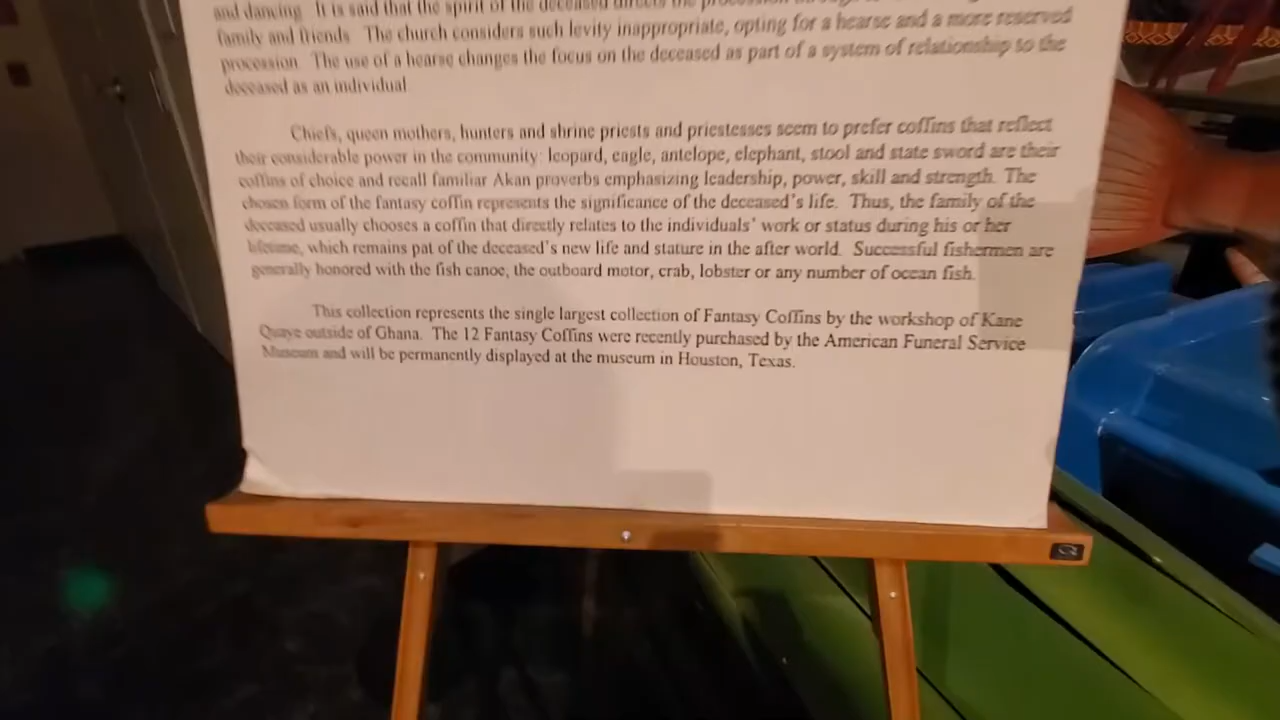 and dancing. It is said that the spirit of the deceased directs the procession
family and friends. The church considers such levity inappropriate, opting for a hearse and a more reserved
procession. The use of a hearse changes the focus on the deceased as part of a system of relationship to the
deceased as an individual.
Chiefs, queen mothers, hunters and shrine priests and priestesses seem to prefer coffins that reflect
their considerable power in the community: leopard, eagle, antelope, elephant, stool and state sword are their
coffins of choice and recall familiar Akan proverbs emphasizing leadership, power, skill and strength. The
chosen form of the fantasy coffin represents the significance of the deceased's life. Thus, the family of the
deceased usually chooses a coffin that directly relates to the individuals' work or status during his or her
lifetime, which remains pat of the deceased's new life and stature in the after world. Successful fishermen are
generally honored with the fish canoe, the outboard motor, crab, lobster or any number of ocean fish.
This collection represents the single largest collection of Fantasy Coffins by the workshop of Kane
Quaye outside of Ghana. The 12 Fantasy Coffins were recently purchased by the American Funeral Service
Museum and will be permanently displayed at the museum in Houston, Texas.